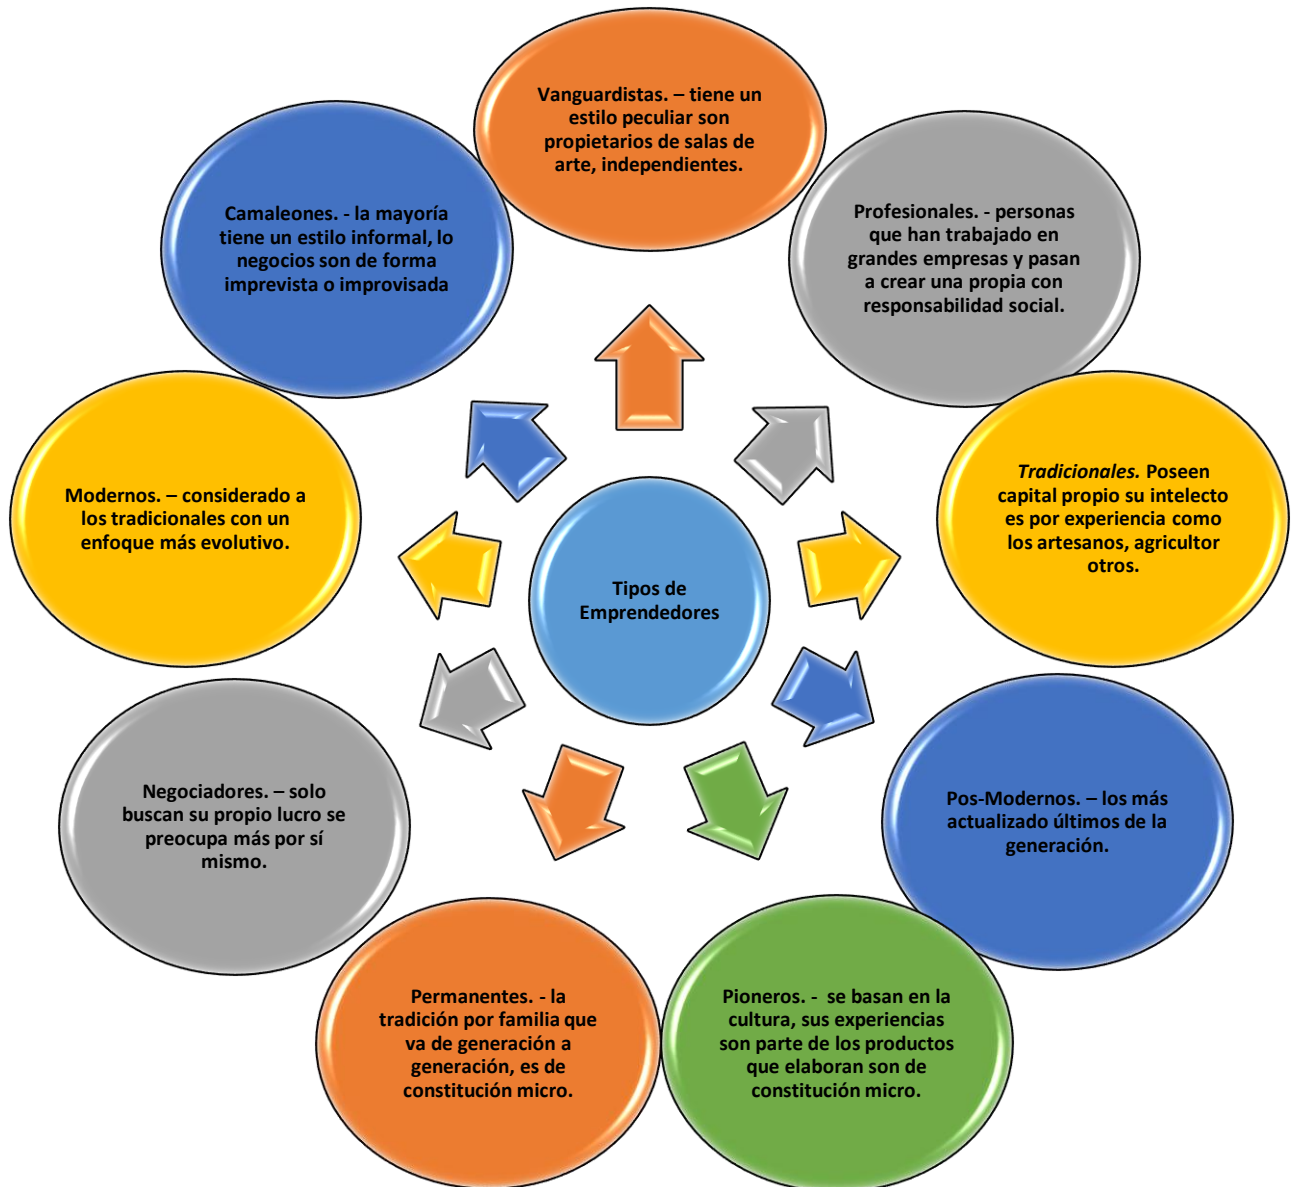 Vanguardistas. – tiene un
estilo peculiar son
propietarios de salas de
arte, independientes.
Profesionales. - personas
que han trabajado en
grandes empresas y pasan
a crear una propia con
responsabilidad social.
Tradicionales. Poseen
capital propio su intelecto
es por experiencia como
los artesanos, agricultor
otros.
Pos-Modernos. – los más
actualizado últimos de la
generación.
Pioneros. - se basan en la
cultura, sus experiencias
son parte de los productos
que elaboran son de
constitución micro.
Permanentes. - la
tradición por familia que
va de generación a
generación, es de
constitución micro.
Negociadores. – solo
buscan su propio lucro se
preocupa más por sí
mismo.
Modernos. – considerado a
los tradicionales con un
enfoque más evolutivo.
Camaleones. - la mayoría
tiene un estilo informal, lo
negocios son de forma
imprevista o improvisada
Tipos de
Emprendedores